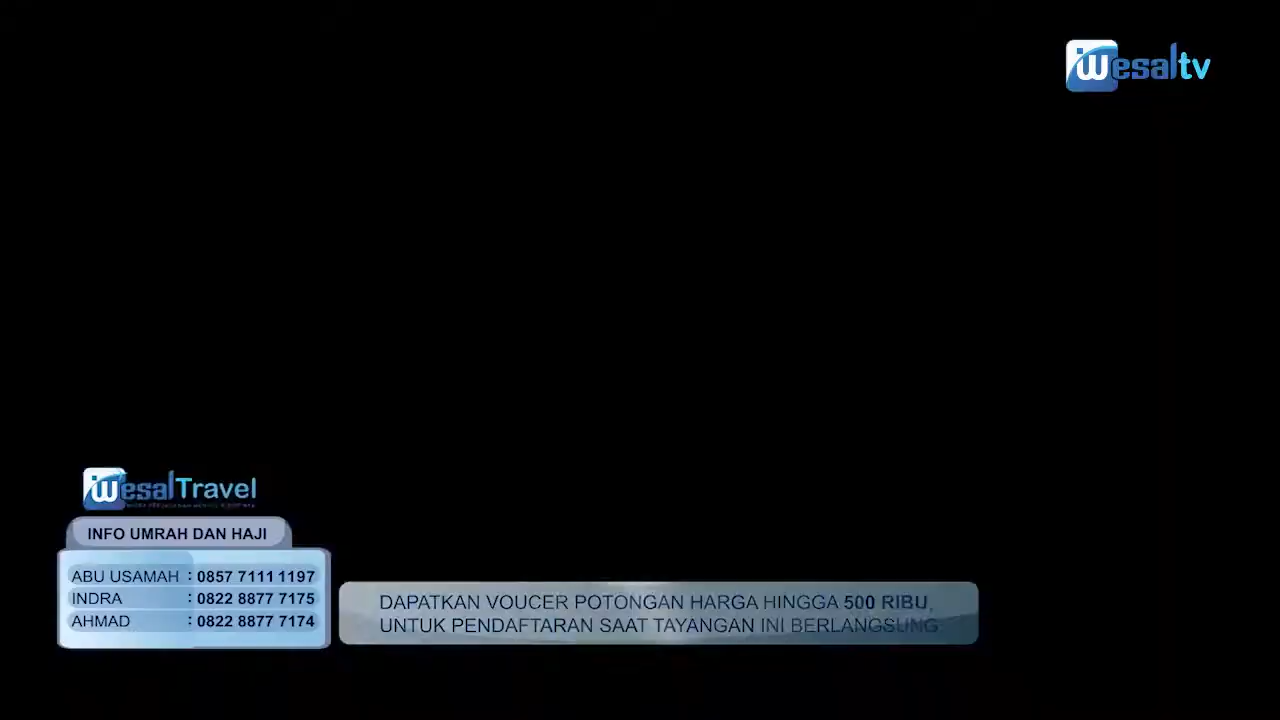 Wesaltv
WesalTravel
INFO UMRAH DAN HAJI
ABU USAMAH : 0857 7111 1197
INDRA : 0822 8877 7175
AHMAD : 0822 8877 7174
DAPATKAN VOUCER POTONGAN HARGA HINGGA 500 RIBU,
UNTUK PENDAFTARAN SAAT TAYANGAN INI BERLANGSUNG